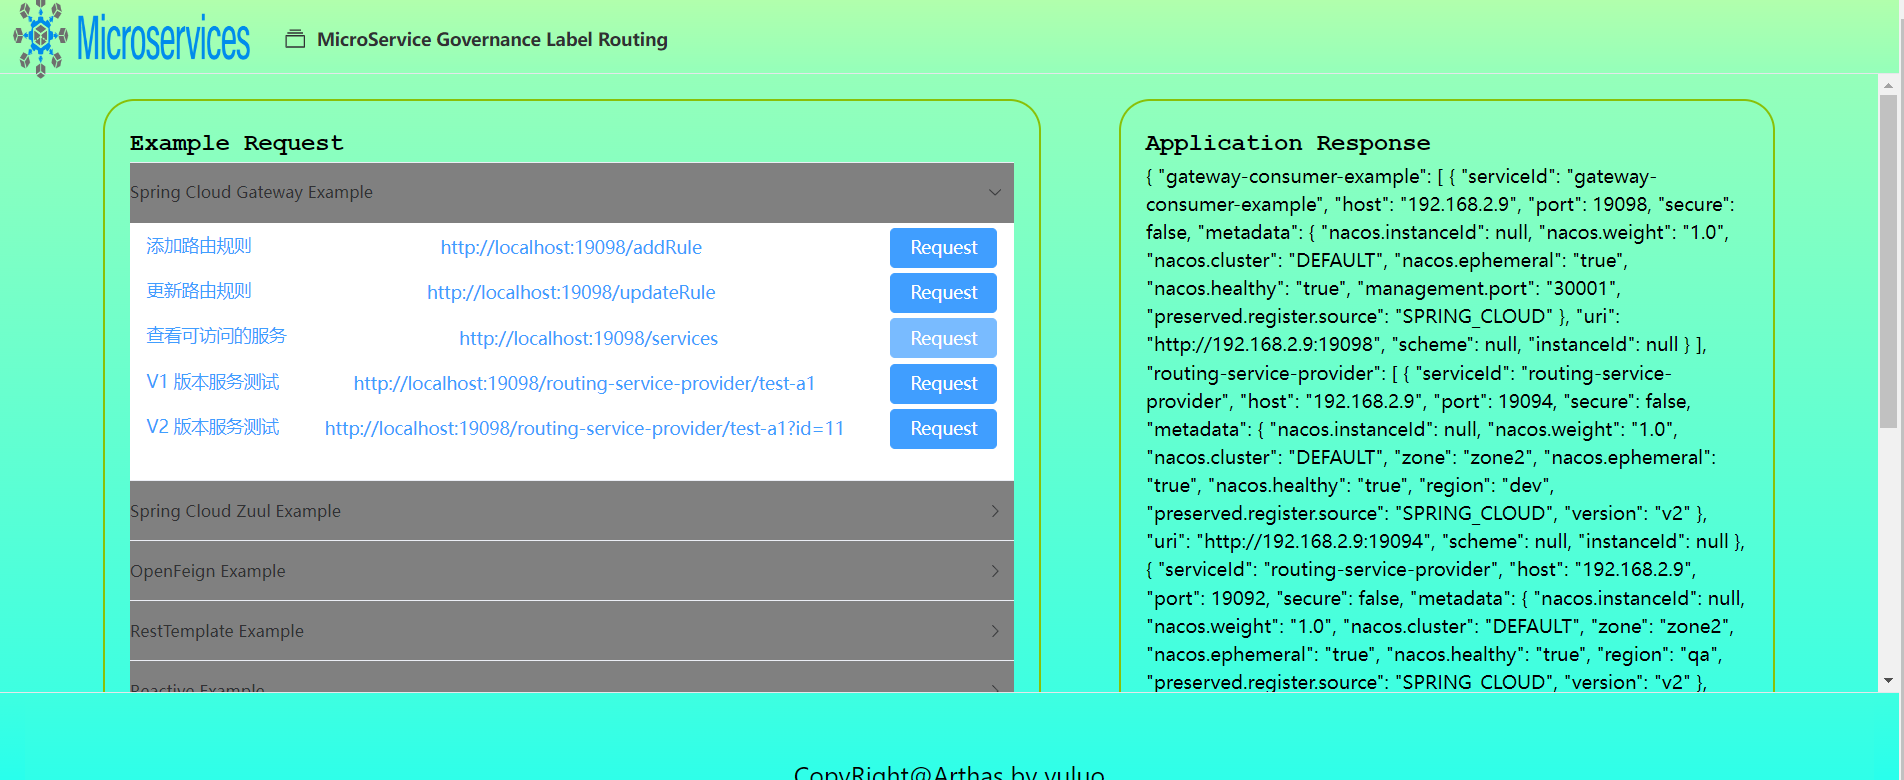 Microservices
MicroService Governance Label Routing
Example Request
Spring Cloud Gateway Example
添加路由规则 http://localhost:19098/addRule Request
更新路由规则 http://localhost:19098/updateRule Request
查看可访问的服务 http://localhost:19098/services Request
V1 版本服务测试 http://localhost:19098/routing-service-provider/test-a1 Request
V2 版本服务测试 http://localhost:19098/routing-service-provider/test-a1?id=11 Request
Spring Cloud Zuul Example
OpenFeign Example
RestTemplate Example
Reactive Example
Application Response
{ "gateway-consumer-example": [ { "serviceId": "gateway-
consumer-example", "host": "192.168.2.9", "port": 19098, "secure":
false, "metadata": { "nacos.instanceId": null, "nacos.weight": "1.0",
"nacos.cluster": "DEFAULT", "nacos.ephemeral": "true",
"nacos.healthy": "true", "management.port": "30001",
"preserved.register.source": "SPRING_CLOUD" }, "uri":
"http://192.168.2.9:19098", "scheme": null, "instanceId": null } ],
"routing-service-provider": [ { "serviceId": "routing-service-
provider", "host": "192.168.2.9", "port": 19094, "secure": false,
"metadata": { "nacos.instanceId": null, "nacos.weight": "1.0",
"nacos.cluster": "DEFAULT", "zone": "zone2", "nacos.ephemeral":
"true", "nacos.healthy": "true", "region": "dev",
"preserved.register.source": "SPRING_CLOUD", "version": "v2" },
"uri": "http://192.168.2.9:19094", "scheme": null, "instanceId": null },
{ "serviceId": "routing-service-provider", "host": "192.168.2.9",
"port": 19092, "secure": false, "metadata": { "nacos.instanceId": null,
"nacos.weight": "1.0", "nacos.cluster": "DEFAULT", "zone": "zone2",
"nacos.ephemeral": "true", "nacos.healthy": "true", "region": "qa",
"preserved.register.source": "SPRING_CLOUD", "version": "v2" },
CopyRight@Arthas by yuluo